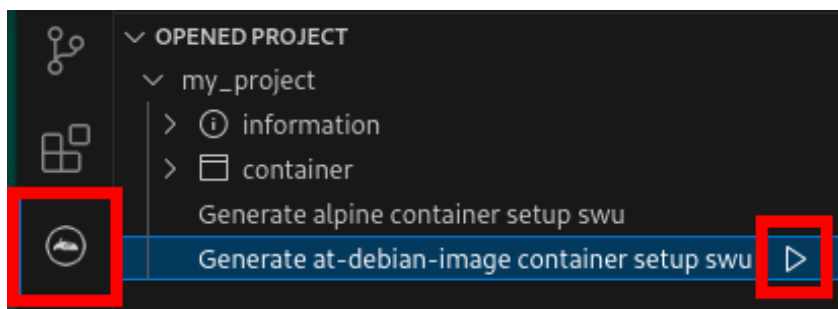 OPENED PROJECT
my_project
information
container
Generate alpine container setup swu
Generate at-debian-image container setup swu